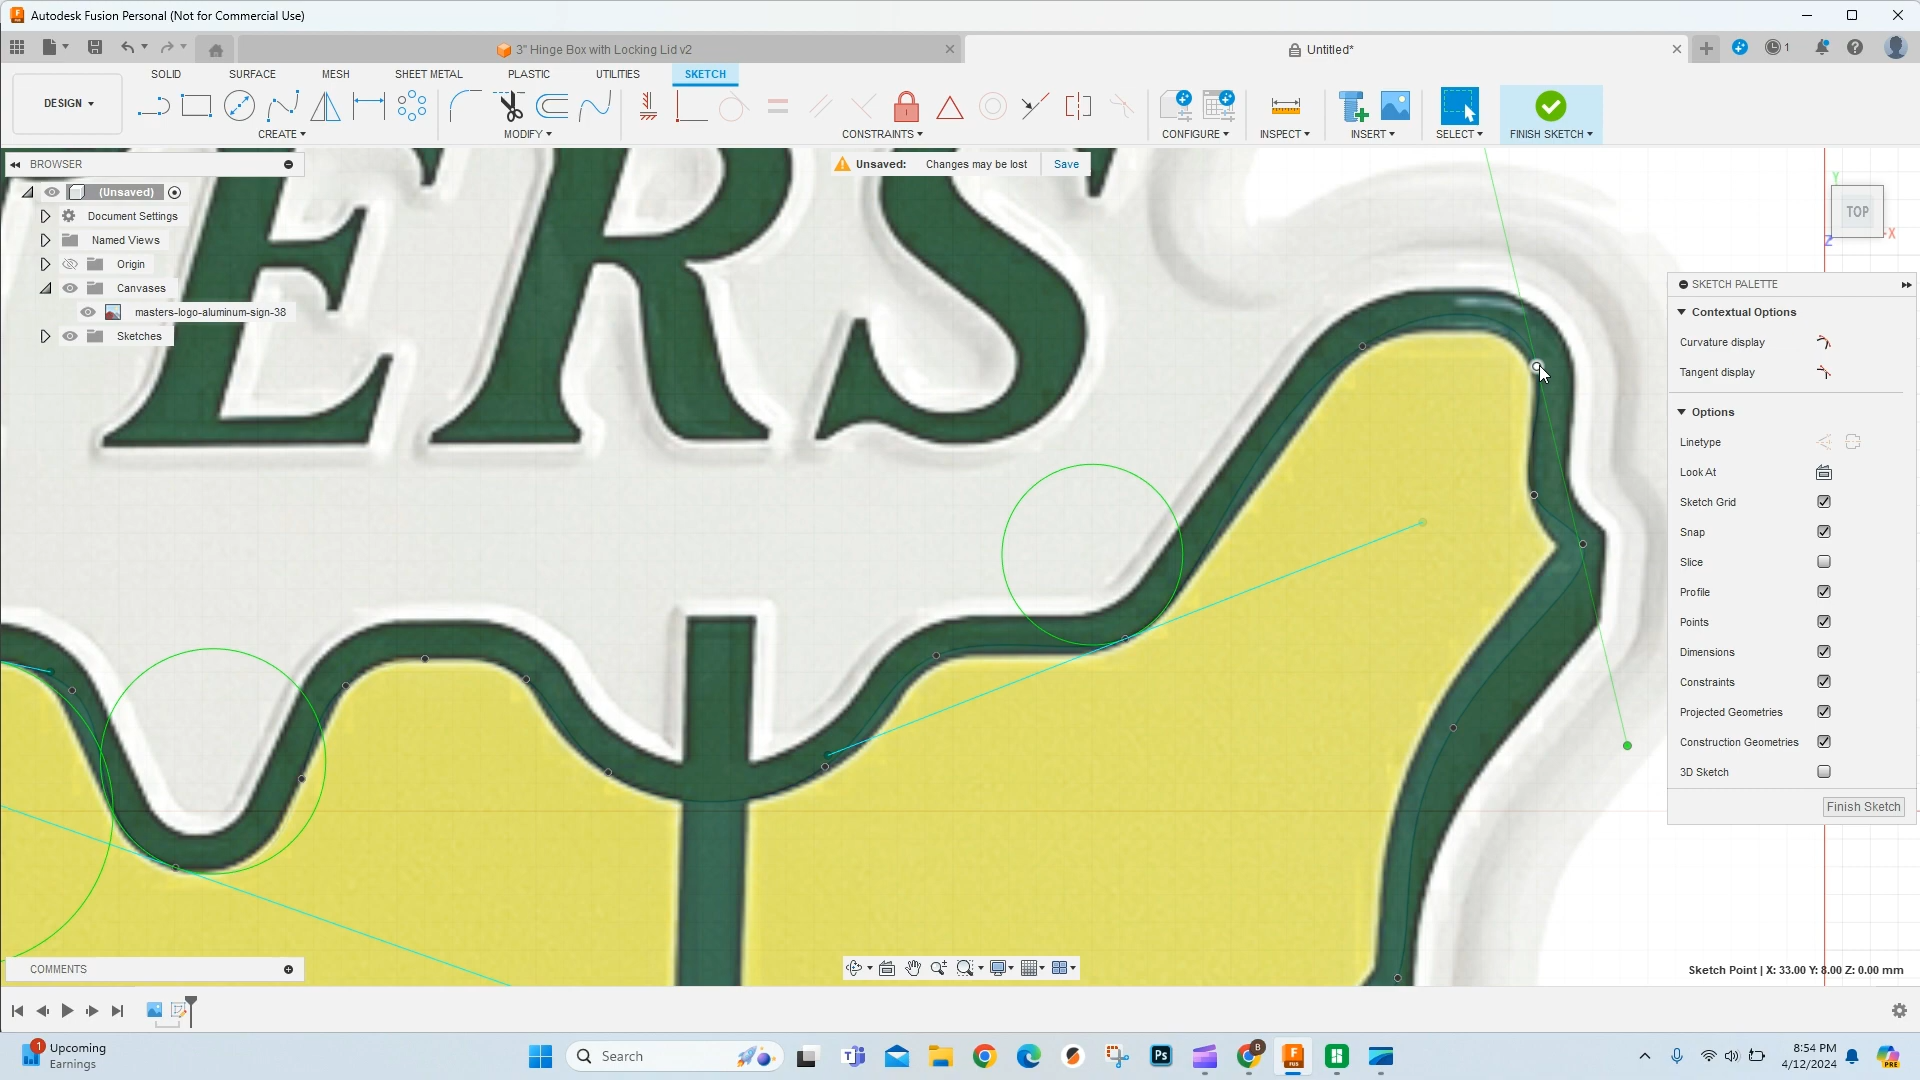 Autodesk Fusion Personal (Not for Commercial Use)
3" Hinge Box with Locking Lid v2
Untitled*
1
DESIGN
SOLID SURFACE MESH SHEET METAL PLASTIC UTILITIES SKETCH
CREATE MODIFY CONSTRAINTS CONFIGURE INSPECT INSERT SELECT FINISH SKETCH
BROWSER
Unsaved: Changes may be lost Save
(Unsaved)
Document Settings
Named Views
Origin
Canvases
masters-logo-aluminum-sign-38
Sketches
ERS
Y
TOP
Z X
SKETCH PALETTE
Contextual Options
Curvature display
Tangent display
Options
Linetype
Look At
Sketch Grid
Snap
Slice
Profile
Points
Dimensions
Constraints
Projected Geometries
Construction Geometries
3D Sketch
Finish Sketch
COMMENTS
Sketch Point | X: 33.00 Y: 8.00 Z: 0.00 mm
1
Upcoming
Earnings
Search
Ps
B
F
FUS
8:54 PM
4/12/2024
PRE